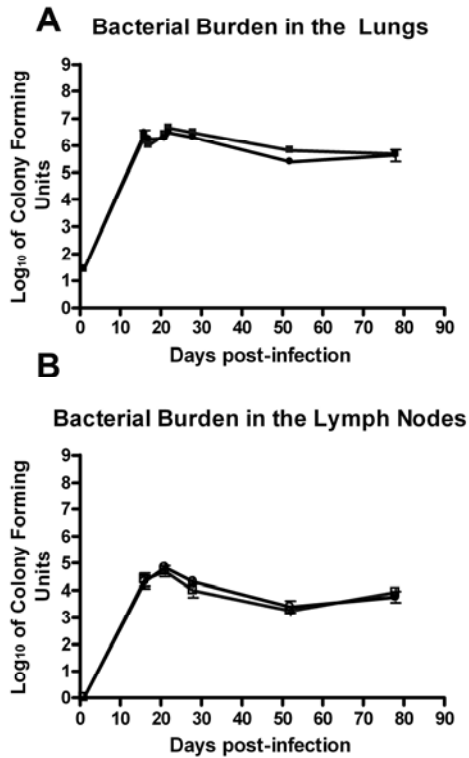 A
Bacterial Burden in the Lungs
Log₁₀ of Colony Forming
Units
9
8
7
6
5
4
3
2
1
0
0 10 20 30 40 50 60 70 80 90
Days post-infection
B
Bacterial Burden in the Lymph Nodes
Log₁₀ of Colony Forming
Units
9
8
7
6
5
4
3
2
1
0
0 10 20 30 40 50 60 70 80 90
Days post-infection